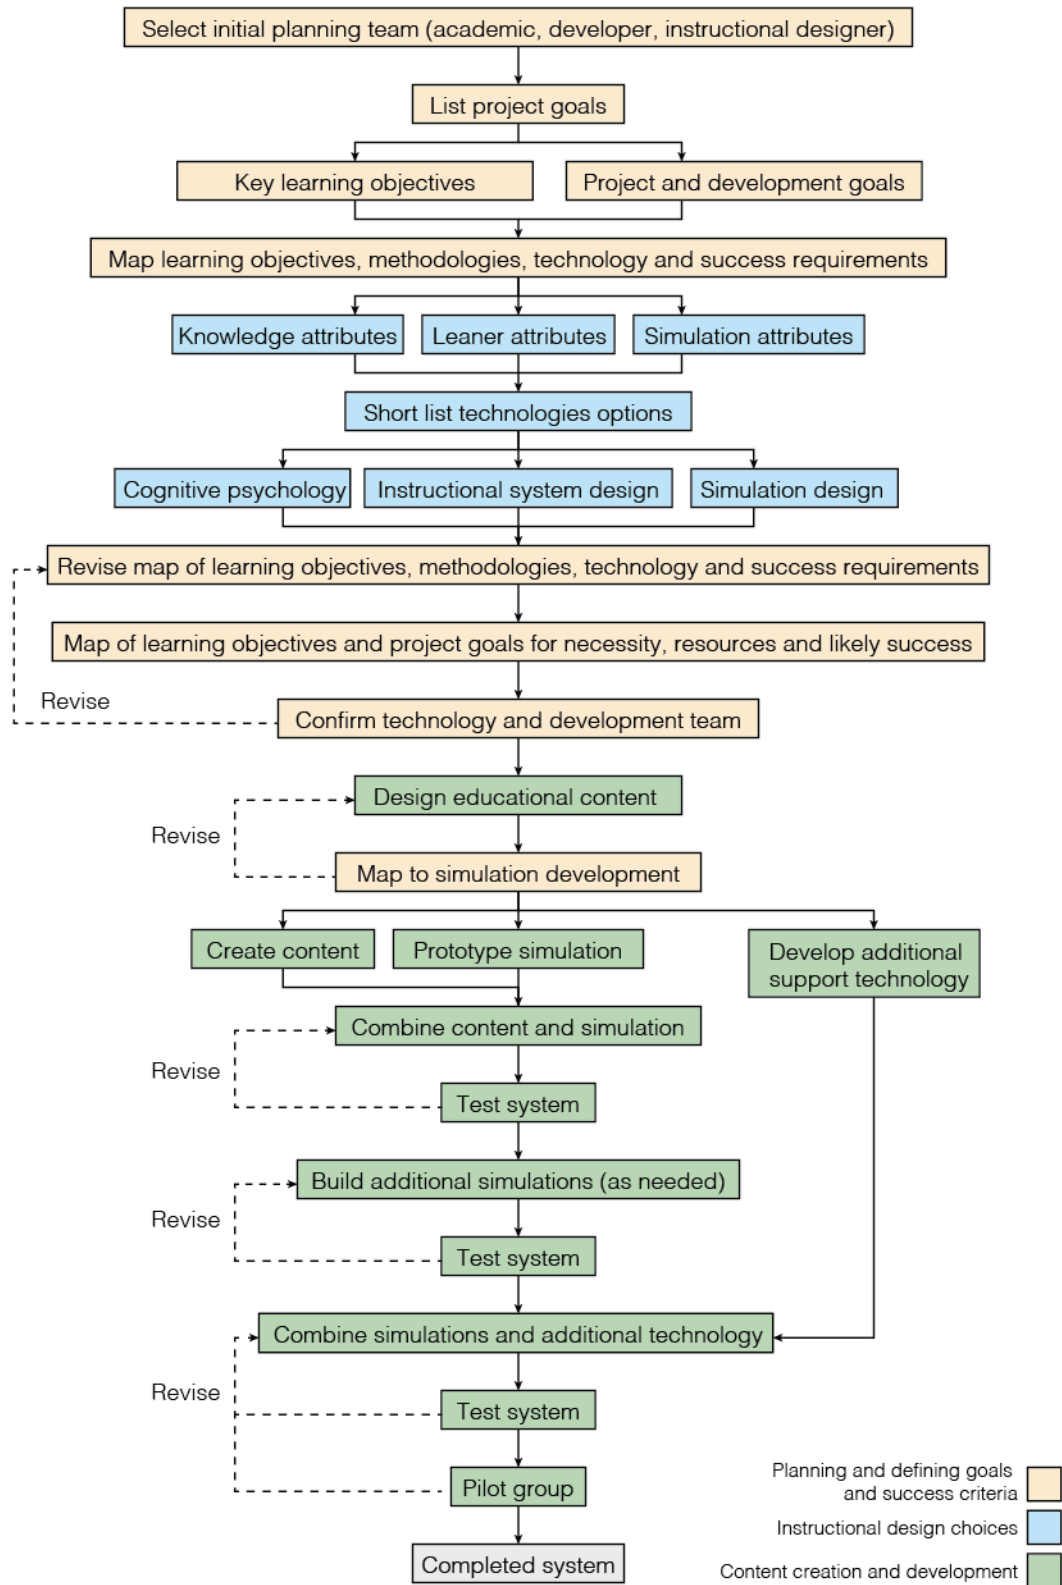 Select initial planning team (academic, developer, instructional designer)
List project goals
Key learning objectives
Project and development goals
Map learning objectives, methodologies, technology and success requirements
Knowledge attributes
Leaner attributes
Simulation attributes
Short list technologies options
Cognitive psychology
Instructional system design
Simulation design
Revise map of learning objectives, methodologies, technology and success requirements
Map of learning objectives and project goals for necessity, resources and likely success
Revise
Confirm technology and development team
Design educational content
Revise
Map to simulation development
Create content
Prototype simulation
Develop additional
support technology
Combine content and simulation
Revise
Test system
Build additional simulations (as needed)
Revise
Test system
Combine simulations and additional technology
Revise
Test system
Pilot group
Completed system
Planning and defining goals
and success criteria
Instructional design choices
Content creation and development